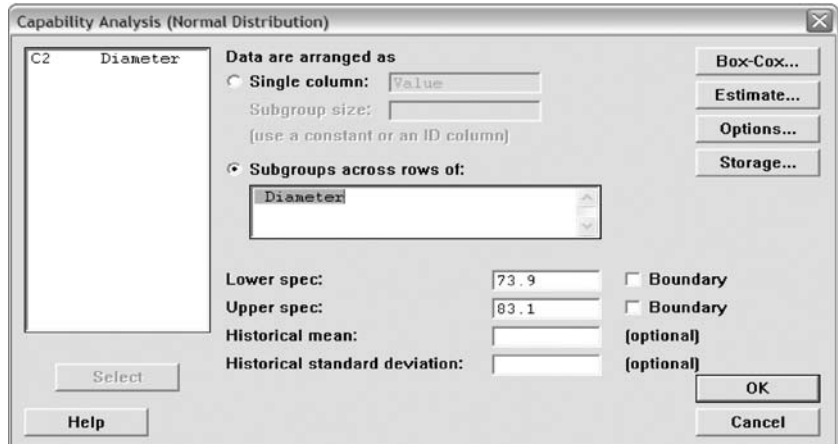 Capability Analysis (Normal Distribution)
C2 Diameter
Data are arranged as
Single column: Value
Subgroup size:
(use a constant or an ID column)
Subgroups across rows of:
Diameter
Box-Cox...
Estimate...
Options...
Storage...
Lower spec: 73.9 Boundary
Upper spec: 83.1 Boundary
Historical mean: (optional)
Historical standard deviation: (optional)
Select
OK
Help
Cancel